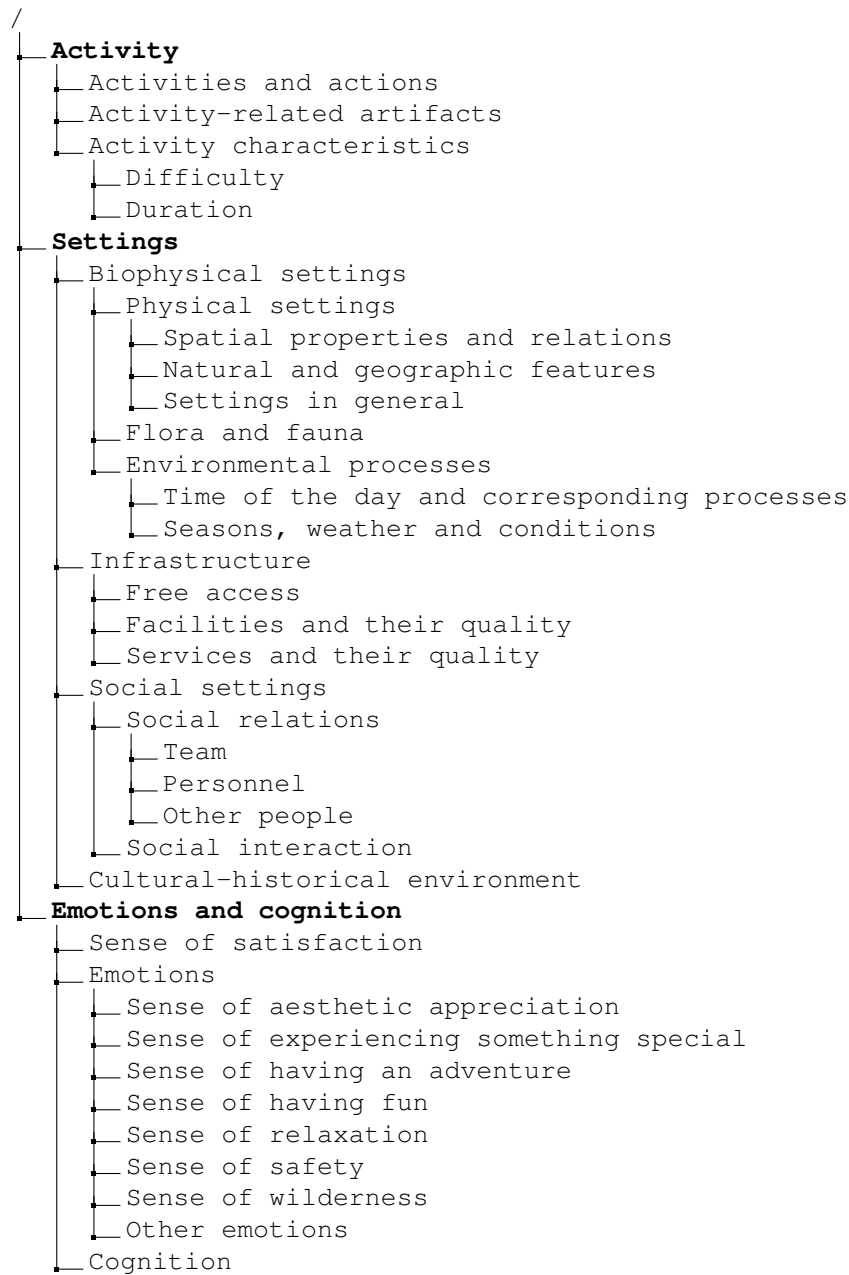 /
Activity
Activities and actions
Activity-related artifacts
Activity characteristics
Difficulty
Duration
Settings
Biophysical settings
Physical settings
Spatial properties and relations
Natural and geographic features
Settings in general
Flora and fauna
Environmental processes
Time of the day and corresponding processes
Seasons, weather and conditions
Infrastructure
Free access
Facilities and their quality
Services and their quality
Social settings
Social relations
Team
Personnel
Other people
Social interaction
Cultural-historical environment
Emotions and cognition
Sense of satisfaction
Emotions
Sense of aesthetic appreciation
Sense of experiencing something special
Sense of having an adventure
Sense of having fun
Sense of relaxation
Sense of safety
Sense of wilderness
Other emotions
Cognition